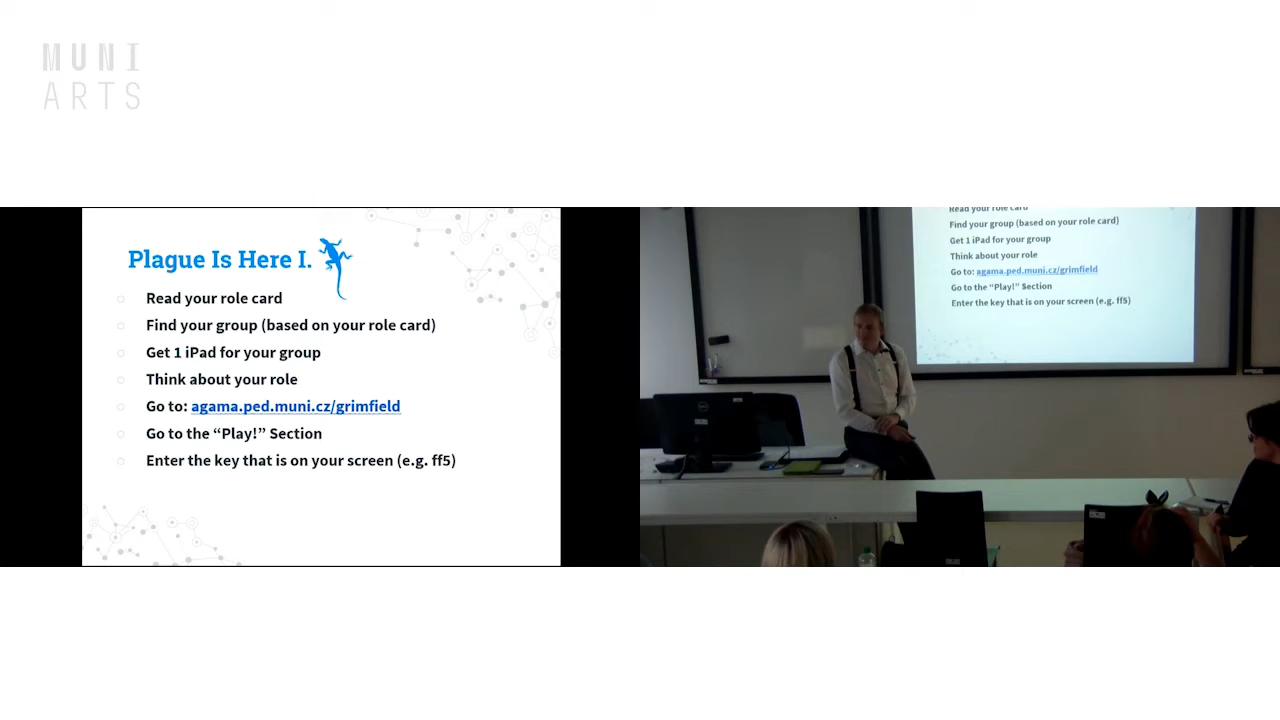 MUNI
ARTS
Plague Is Here I.
Read your role card
Find your group (based on your role card)
Get 1 iPad for your group
Think about your role
Go to: agama.ped.muni.cz/grimfield
Go to the “Play!” Section
Enter the key that is on your screen (e.g. ff5)
Read your role card
Find your group (based on your role card)
Get 1 iPad for your group
Think about your role
Go to: agama.ped.muni.cz/grimfield
Go to the “Play!” Section
Enter the key that is on your screen (e.g. ff5)
DELL